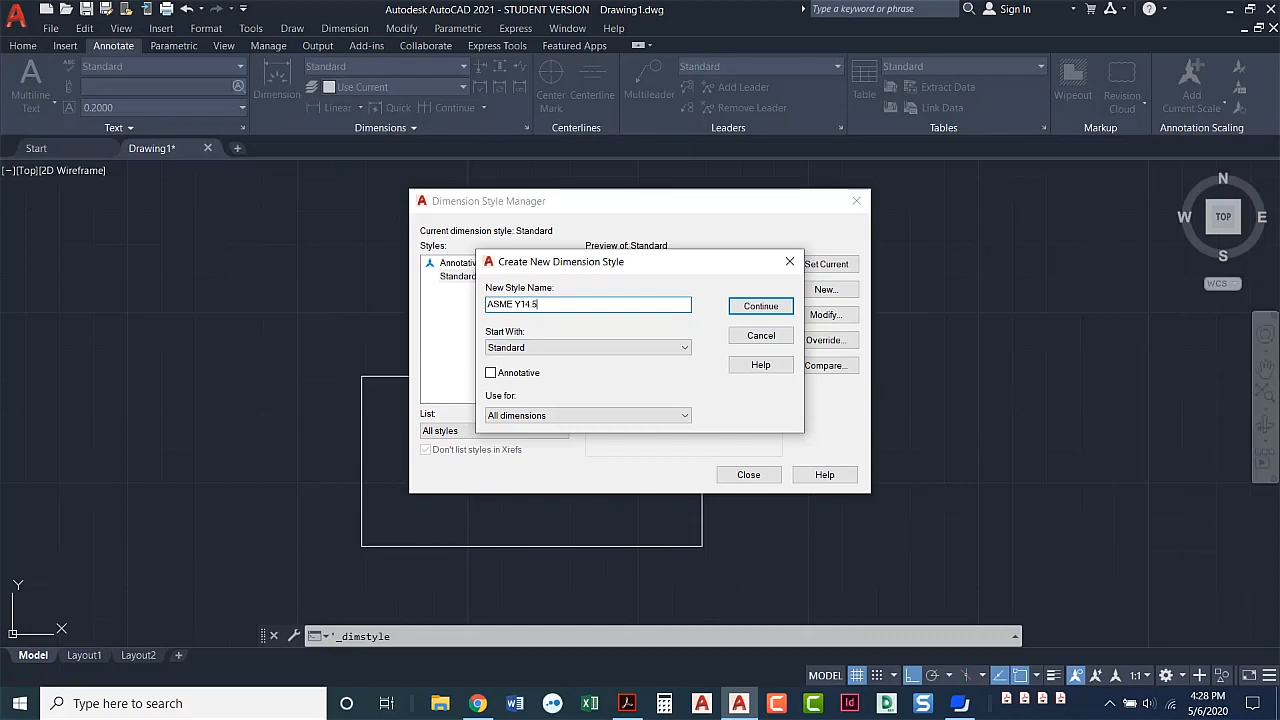 Autodesk AutoCAD 2021 - STUDENT VERSION Drawing1.dwg
Type a keyword or phrase
Sign In
File Edit View Insert Format Tools Draw Dimension Modify Parametric Express Window Help
Home Insert Annotate Parametric View Manage Output Add-ins Collaborate Express Tools Featured Apps
Standard
Standard
Standard
Standard
Multiline
Text
Dimension
Use Current
Center
Mark
Centerline
Multileader
Add Leader
Remove Leader
Table
Extract Data
Link Data
Wipeout
Revision
Cloud
Add
Current Scale
0.2000
Linear
Quick
Continue
Text
Dimensions
Centerlines
Leaders
Tables
Markup
Annotation Scaling
Start
Drawing1*
[−][Top][2D Wireframe]
N
W
TOP
E
S
WCS
Dimension Style Manager
Current dimension style: Standard
Styles:
Preview of: Standard
Annotativ
Standard
Set Current
New...
Modify...
Override...
Compare...
List:
All styles
Don't list styles in Xrefs
Close
Help
Create New Dimension Style
New Style Name:
ASME Y14.5
Continue
Start With:
Standard
Cancel
Annotative
Help
Use for:
All dimensions
Y
X
'_dimstyle
Model Layout1 Layout2
MODEL
1:1
Type here to search
4:28 PM
5/6/2020